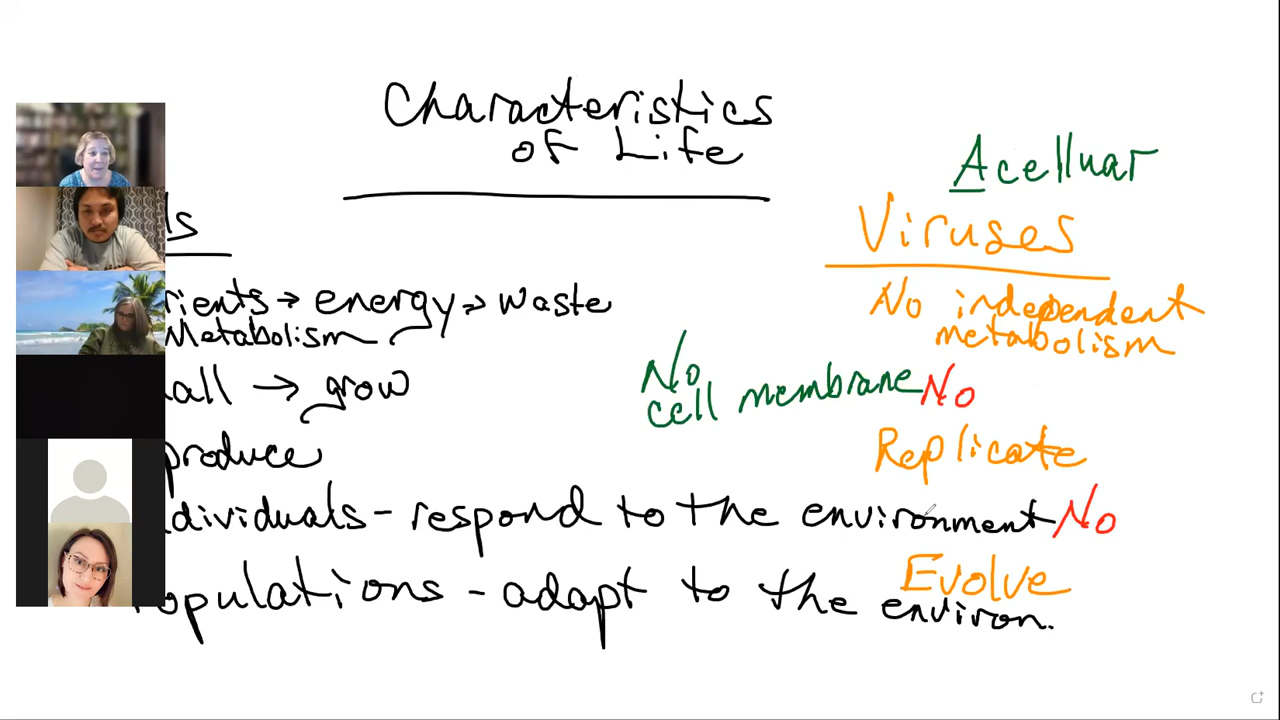 Characteristics
of Life
Acelluar
Viruses
ls
rients → energy → waste
Metabolism
No independent
metabolism
all → grow
No
cell membrane
No
produce
Replicate
dividuals - respond to the environment
No
Evolve
opulations - adapt to the environ.